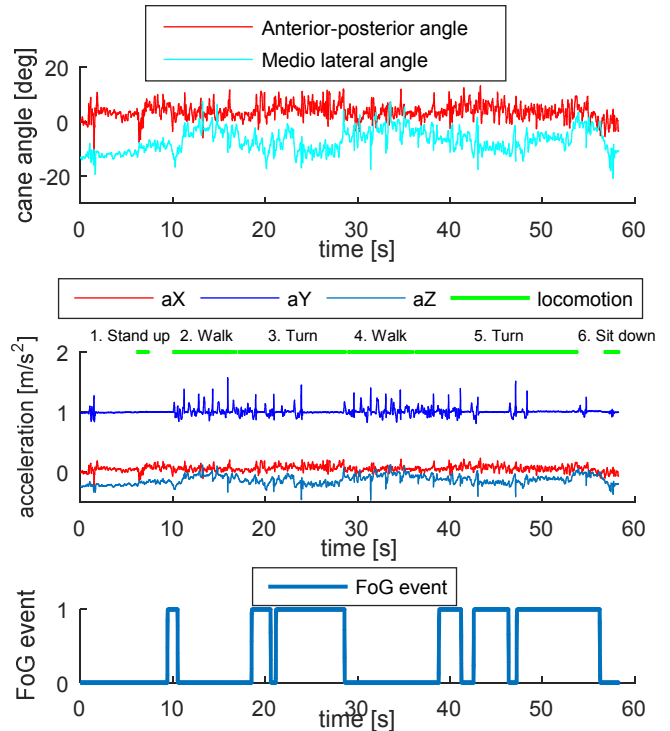 Anterior-posterior angle
Medio lateral angle
cane angle [deg]
20
0
-20
0 10 20 30 40 50 60
time [s]
aX aY aZ locomotion
1. Stand up 2. Walk 3. Turn 4. Walk 5. Turn 6. Sit down
acceleration [m/s²]
2
1
0
0 10 20 30 40 50 60
time [s]
FoG event
FoG event
1
0
0 10 20 30 40 50 60
time [s]